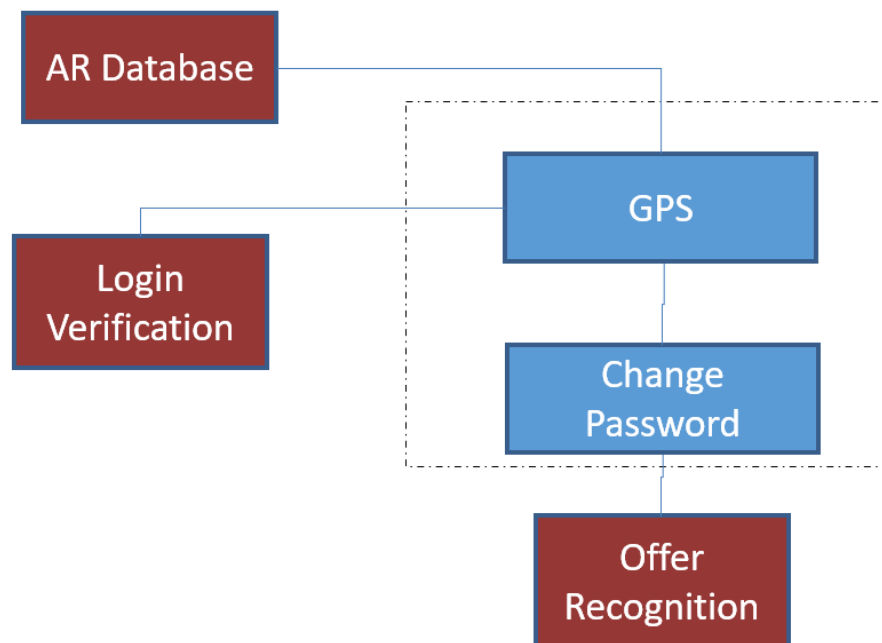 AR Database
GPS
Login
Verification
Change
Password
Offer
Recognition